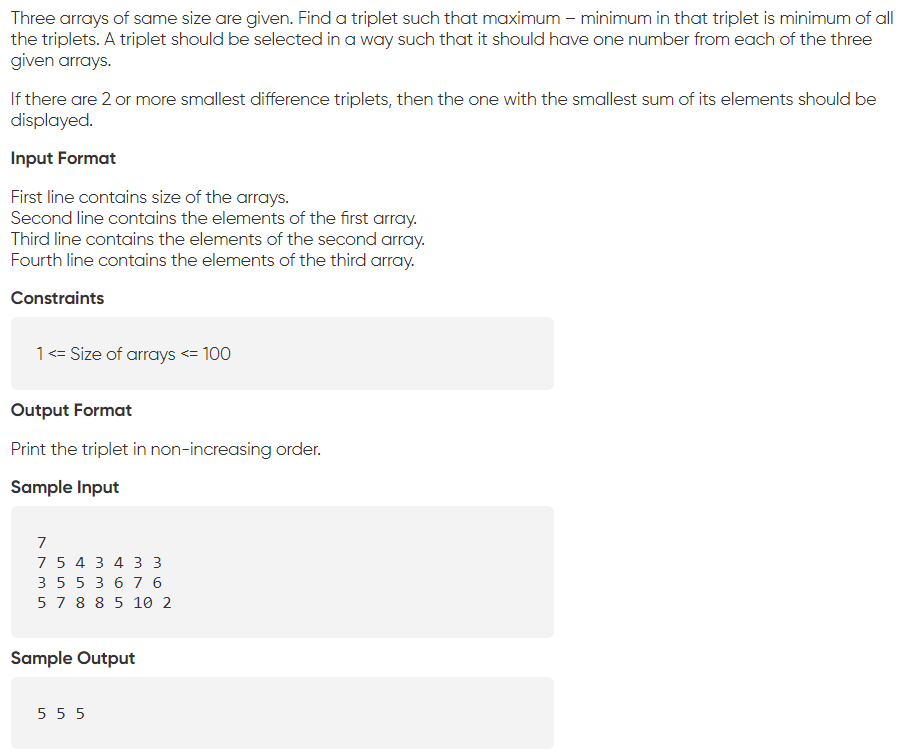 Three arrays of same size are given. Find a triplet such that maximum – minimum in that triplet is minimum of all
the triplets. A triplet should be selected in a way such that it should have one number from each of the three
given arrays.
If there are 2 or more smallest difference triplets, then the one with the smallest sum of its elements should be
displayed.
Input Format
First line contains size of the arrays.
Second line contains the elements of the first array.
Third line contains the elements of the second array.
Fourth line contains the elements of the third array.
Constraints
1 <= Size of arrays <= 100
Output Format
Print the triplet in non-increasing order.
Sample Input
7
7 5 4 3 4 3 3
3 5 5 3 6 7 6
5 7 8 8 5 10 2
Sample Output
5 5 5